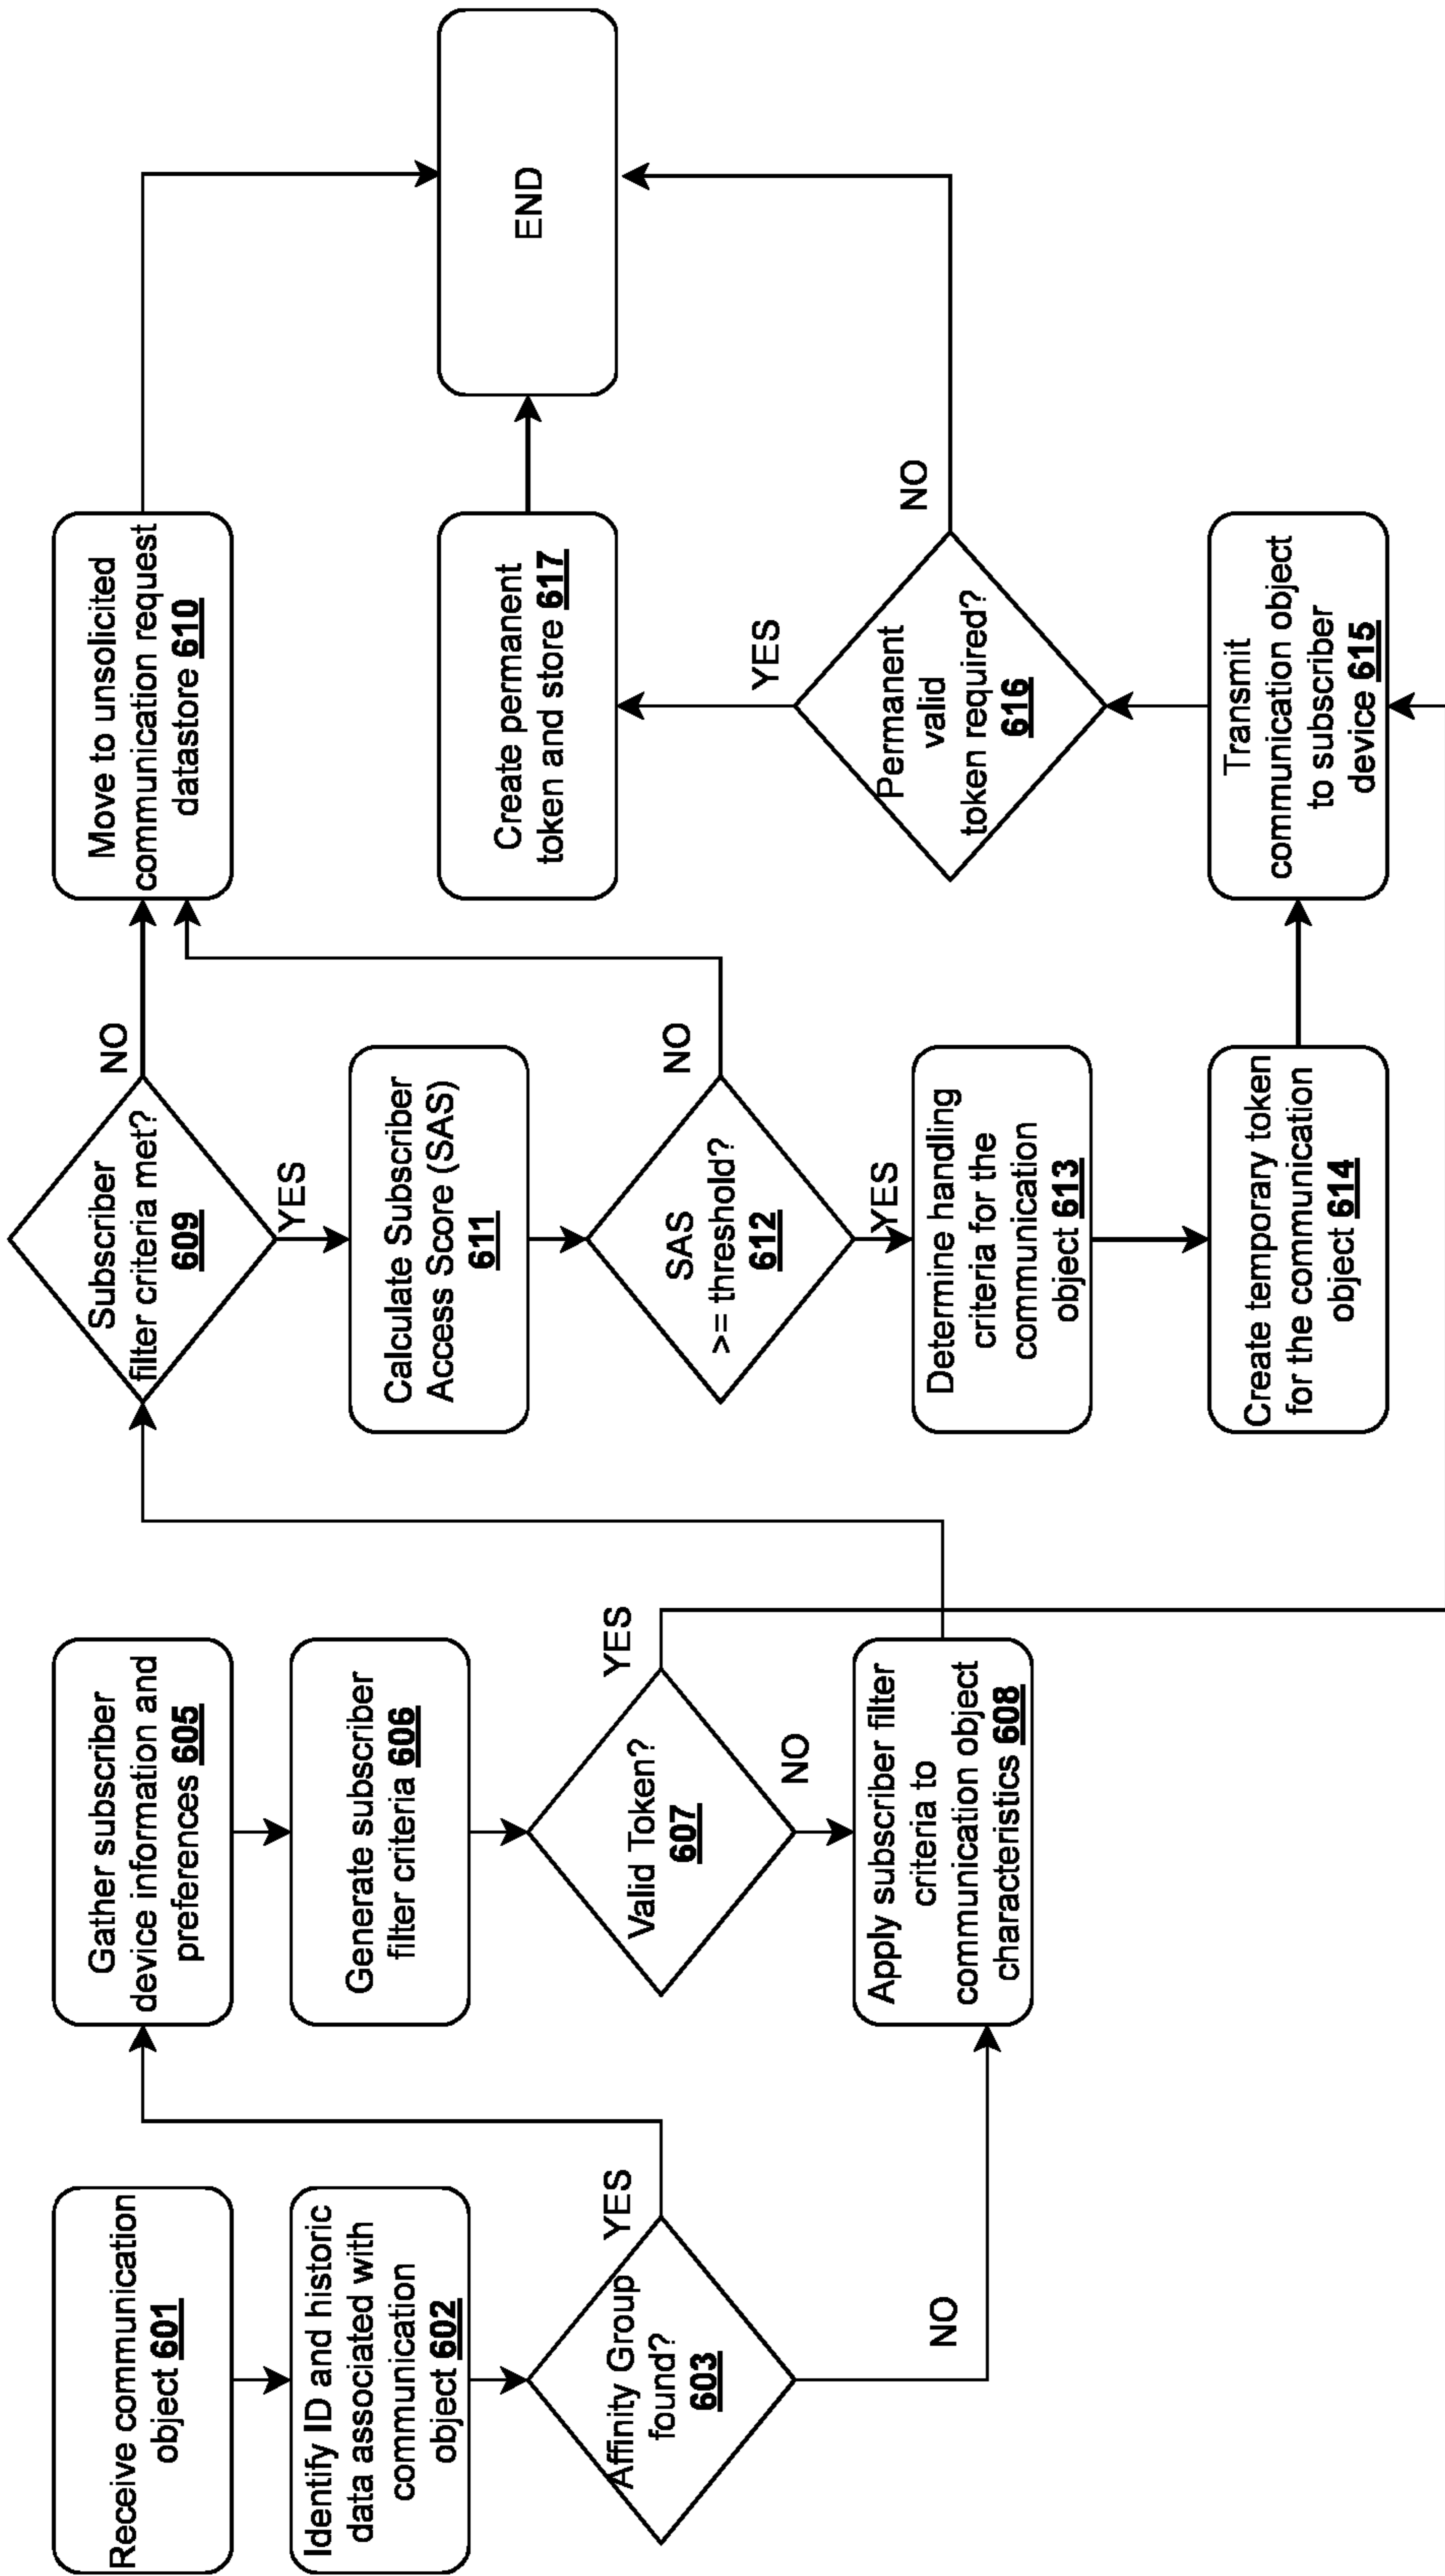 Receive communication
object 601
Identify ID and historic
data associated with
communication
object 602
Affinity Group
found?
603
YES
NO
Gather subscriber
device information and
preferences 605
Generate subscriber
filter criteria 606
Valid Token?
607
YES
NO
Apply subscriber filter
criteria to
communication object
characteristics 608
Subscriber
filter criteria met?
609
NO
YES
Calculate Subscriber
Access Score (SAS)
611
SAS
>= threshold?
612
NO
YES
Determine handling
criteria for the
communication
object 613
Create temporary token
for the communication
object 614
Move to unsolicited
communication request
datastore 610
Create permanent
token and store 617
YES
Permanent
valid
token required?
616
NO
Transmit
communication object
to subscriber
device 615
END